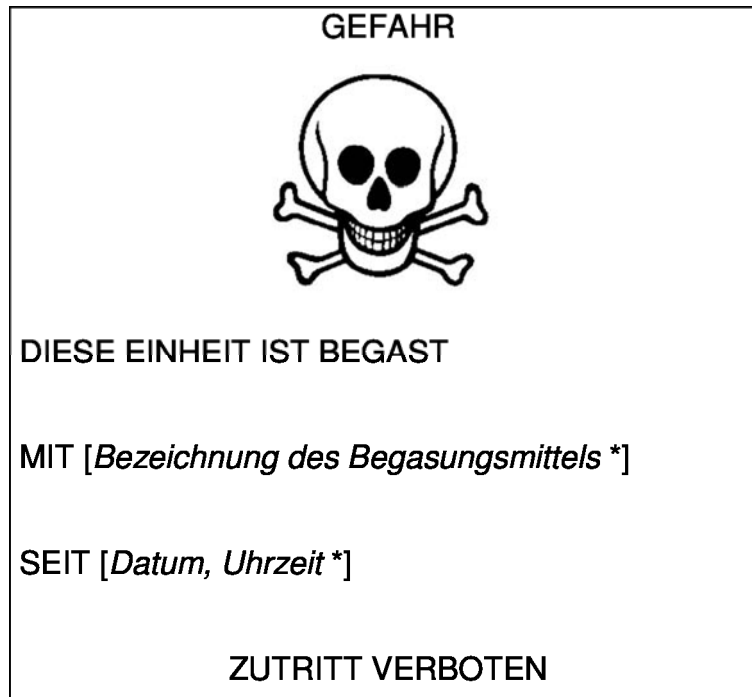 GEFAHR
DIESE EINHEIT IST BEGAST
MIT [Bezeichnung des Begasungsmittels *]
SEIT [Datum, Uhrzeit *]
ZUTRITT VERBOTEN